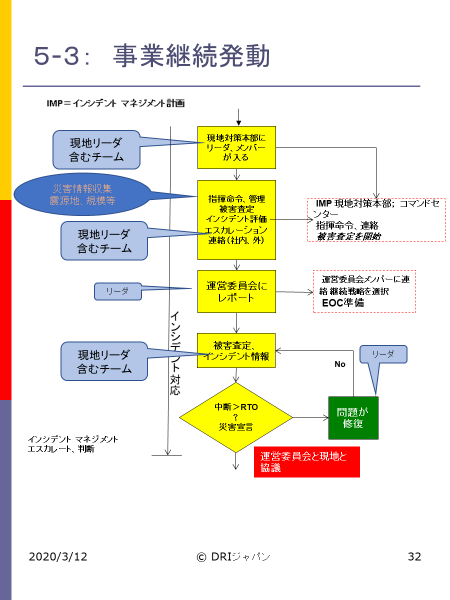 5-3： 事業継続発動
IMP＝インシデント マネジメント計画
現地リーダ
含むチーム
現地対策本部に
リーダ、メンバー
が入る
災害情報収集
震源地、規模等
指揮命令、管理
被害査定
インシデント評価
エスカレーション
連絡（社内、外）
IMP 現地対策本部；コマンドセ
ンター
指揮命令、連絡
被害査定を開始
現地リーダ
含むチーム
リーダ
運営委員会に
レポート
運営委員会メンバーに連
絡 継続戦略を選択
EOC準備
インシデント対応
現地リーダ
含むチーム
被害査定、
インシデント情報
リーダ
No
中断＞RTO
？
災害宣言
問題が
修復
インシデント マネジメント
エスカレート、判断
運営委員会と現地と
協議
2020/3/12
© DRIジャパン
32